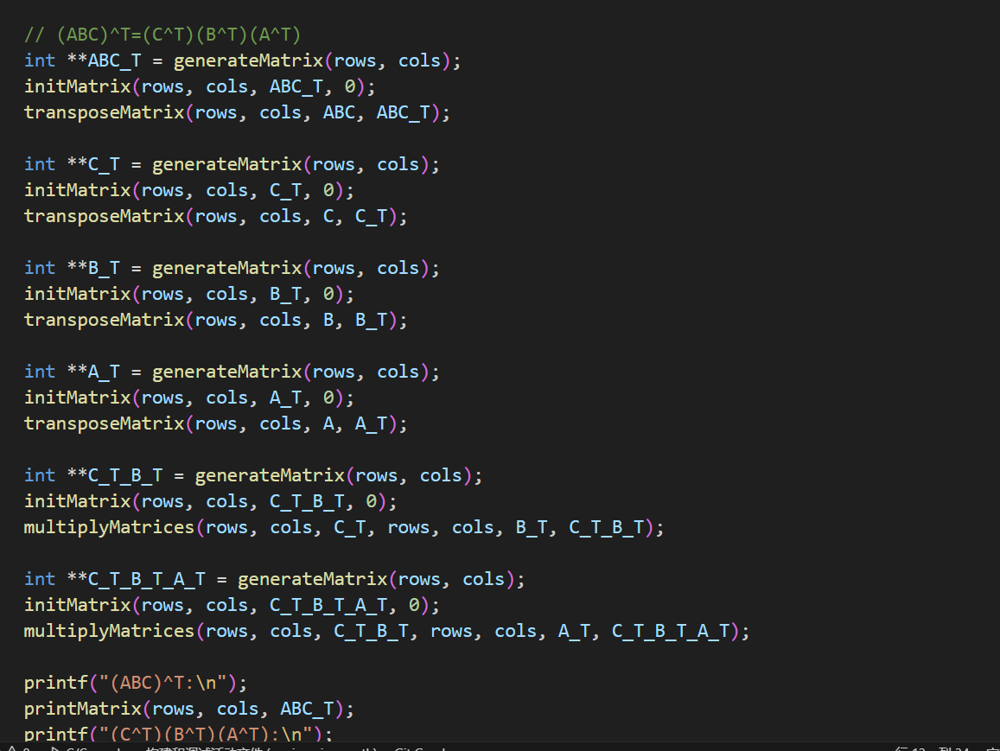 // (ABC)^T=(C^T)(B^T)(A^T)
int **ABC_T = generateMatrix(rows, cols);
initMatrix(rows, cols, ABC_T, 0);
transposeMatrix(rows, cols, ABC, ABC_T);
int **C_T = generateMatrix(rows, cols);
initMatrix(rows, cols, C_T, 0);
transposeMatrix(rows, cols, C, C_T);
int **B_T = generateMatrix(rows, cols);
initMatrix(rows, cols, B_T, 0);
transposeMatrix(rows, cols, B, B_T);
int **A_T = generateMatrix(rows, cols);
initMatrix(rows, cols, A_T, 0);
transposeMatrix(rows, cols, A, A_T);
int **C_T_B_T = generateMatrix(rows, cols);
initMatrix(rows, cols, C_T_B_T, 0);
multiplyMatrices(rows, cols, C_T, rows, cols, B_T, C_T_B_T);
int **C_T_B_T_A_T = generateMatrix(rows, cols);
initMatrix(rows, cols, C_T_B_T_A_T, 0);
multiplyMatrices(rows, cols, C_T_B_T, rows, cols, A_T, C_T_B_T_A_T);
printf("(ABC)^T:\n");
printMatrix(rows, cols, ABC_T);
printf("(C^T)(B^T)(A^T):\n");